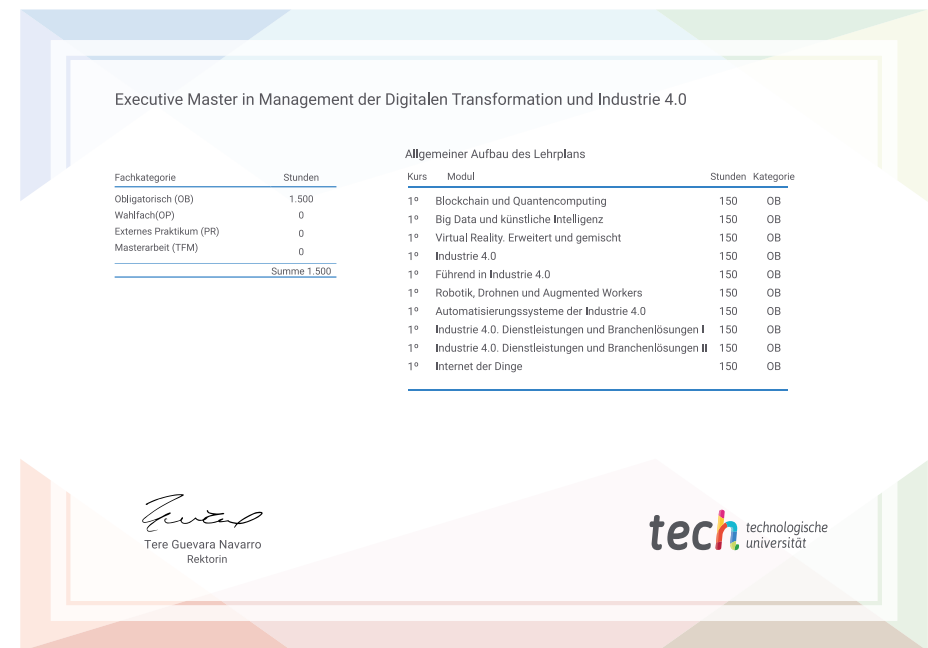 Executive Master in Management der Digitalen Transformation und Industrie 4.0
Fachkategorie Stunden
Obligatorisch (OB) 1.500
Wahlfach(OP) 0
Externes Praktikum (PR) 0
Masterarbeit (TFM) 0
Summe 1.500
Allgemeiner Aufbau des Lehrplans
Kurs Modul Stunden Kategorie
1º Blockchain und Quantencomputing 150 OB
1º Big Data und künstliche Intelligenz 150 OB
1º Virtual Reality. Erweitert und gemischt 150 OB
1º Industrie 4.0 150 OB
1º Führend in Industrie 4.0 150 OB
1º Robotik, Drohnen und Augmented Workers 150 OB
1º Automatisierungssysteme der Industrie 4.0 150 OB
1º Industrie 4.0. Dienstleistungen und Branchenlösungen I 150 OB
1º Industrie 4.0. Dienstleistungen und Branchenlösungen II 150 OB
1º Internet der Dinge 150 OB
Tere Guevara Navarro
Rektorin
tech technologische
universität